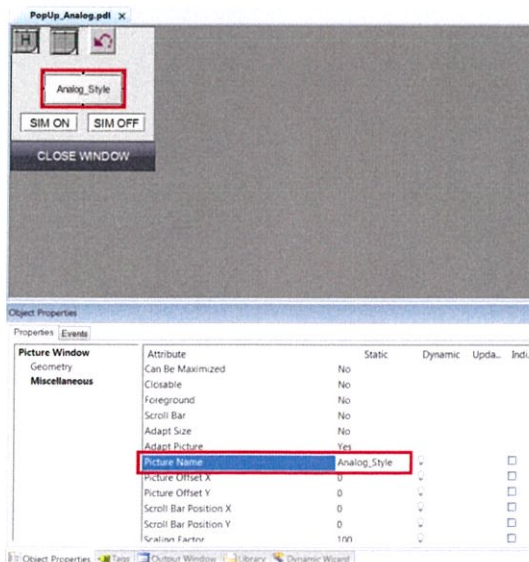 PopUp_Analog.pdl X
H
Analog_Style
SIM ON SIM OFF
CLOSE WINDOW
Object Properties
Properties Events
Picture Window
Geometry
Miscellaneous
Attribute Static Dynamic Upda... Indi
Can Be Maximized No
Closable No
Foreground No
Scroll Bar No
Adapt Size No
Adapt Picture Yes
Picture Name Analog_Style
Picture Offset X 0
Picture Offset Y 0
Scroll Bar Position X 0
Scroll Bar Position Y 0
Scaling Factor 100
Object Properties Tags Output Window Library Dynamic Wizard